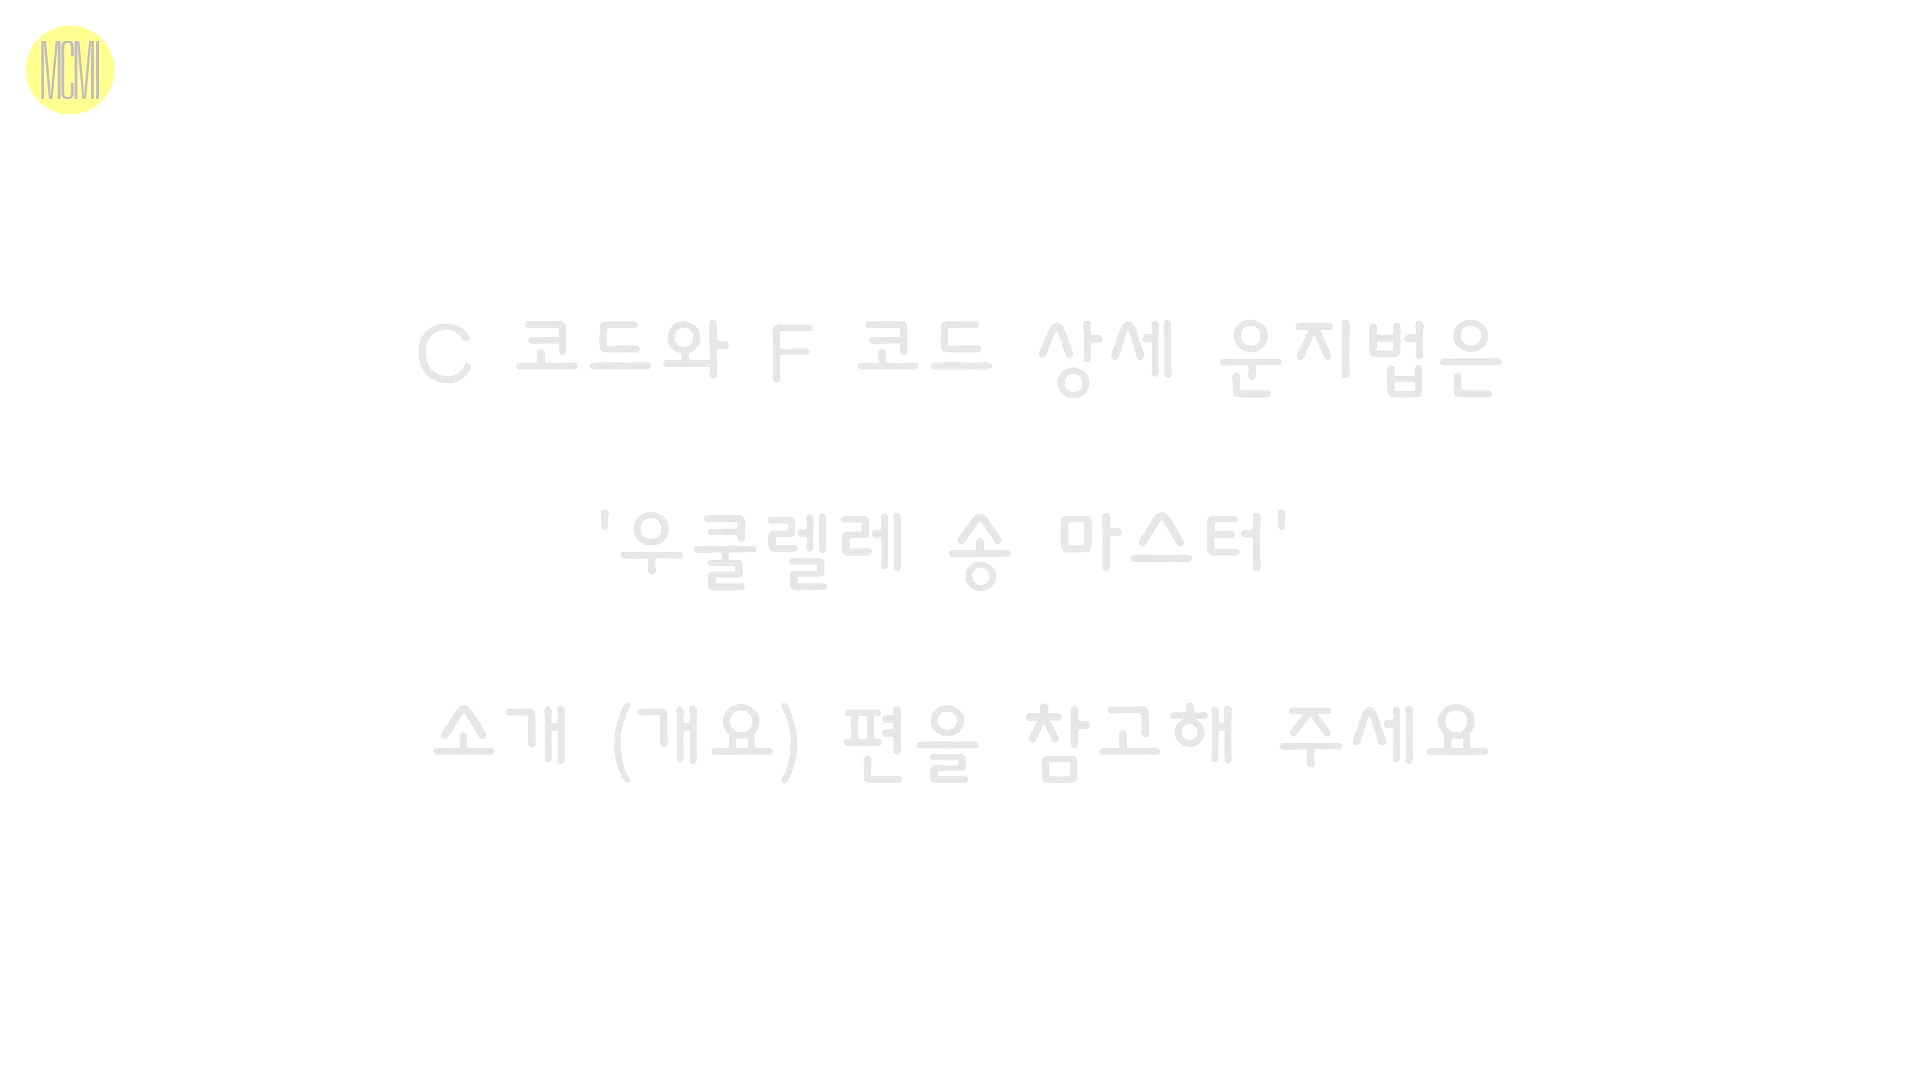 MCMI
C 코드와 F 코드 상세 운지법은
'우쿨렐레 송 마스터'
소개 (개요) 편을 참고해 주세요